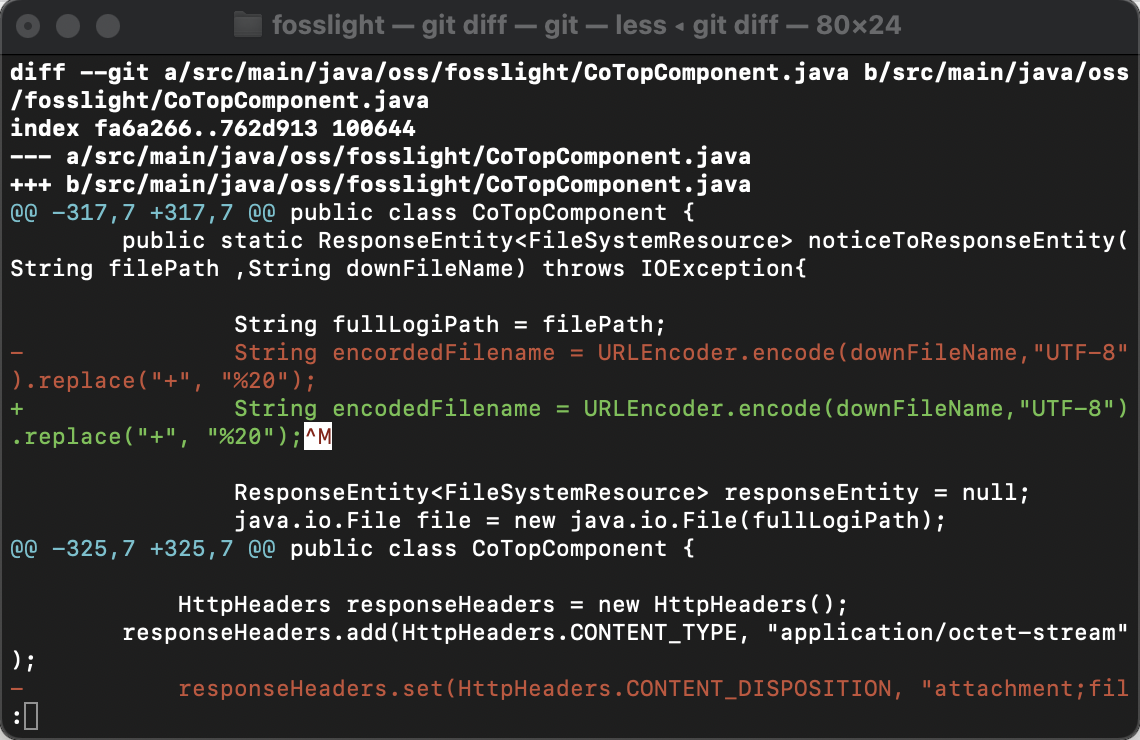 fosslight — git diff — git — less ◂ git diff — 80×24
diff --git a/src/main/java/oss/fosslight/CoTopComponent.java b/src/main/java/oss
/fosslight/CoTopComponent.java
index fa6a266..762d913 100644
--- a/src/main/java/oss/fosslight/CoTopComponent.java
+++ b/src/main/java/oss/fosslight/CoTopComponent.java
@@ -317,7 +317,7 @@ public class CoTopComponent {
        public static ResponseEntity<FileSystemResource> noticeToResponseEntity(
String filePath ,String downFileName) throws IOException{
                String fullLogiPath = filePath;
-               String encordedFilename = URLEncoder.encode(downFileName,"UTF-8"
).replace("+", "%20");
+               String encodedFilename = URLEncoder.encode(downFileName,"UTF-8")
.replace("+", "%20");^M
                ResponseEntity<FileSystemResource> responseEntity = null;
                java.io.File file = new java.io.File(fullLogiPath);
@@ -325,7 +325,7 @@ public class CoTopComponent {
            HttpHeaders responseHeaders = new HttpHeaders();
        responseHeaders.add(HttpHeaders.CONTENT_TYPE, "application/octet-stream"
);
-           responseHeaders.set(HttpHeaders.CONTENT_DISPOSITION, "attachment;fil
: